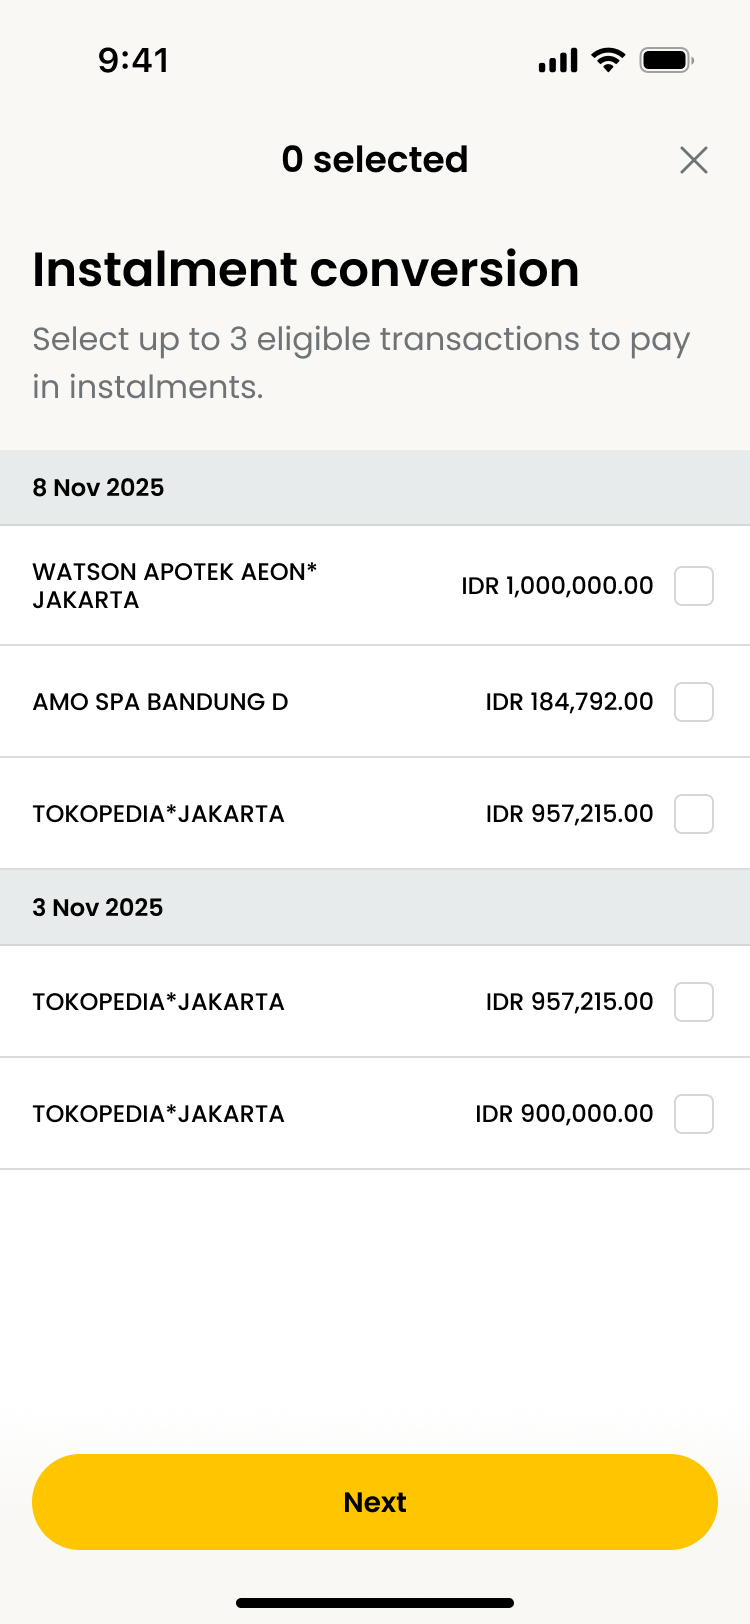 9:41
0 selected
Instalment conversion
Select up to 3 eligible transactions to pay
in instalments.
8 Nov 2025
WATSON APOTEK AEON*
JAKARTA
IDR 1,000,000.00
AMO SPA BANDUNG D
IDR 184,792.00
TOKOPEDIA*JAKARTA
IDR 957,215.00
3 Nov 2025
TOKOPEDIA*JAKARTA
IDR 957,215.00
TOKOPEDIA*JAKARTA
IDR 900,000.00
Next